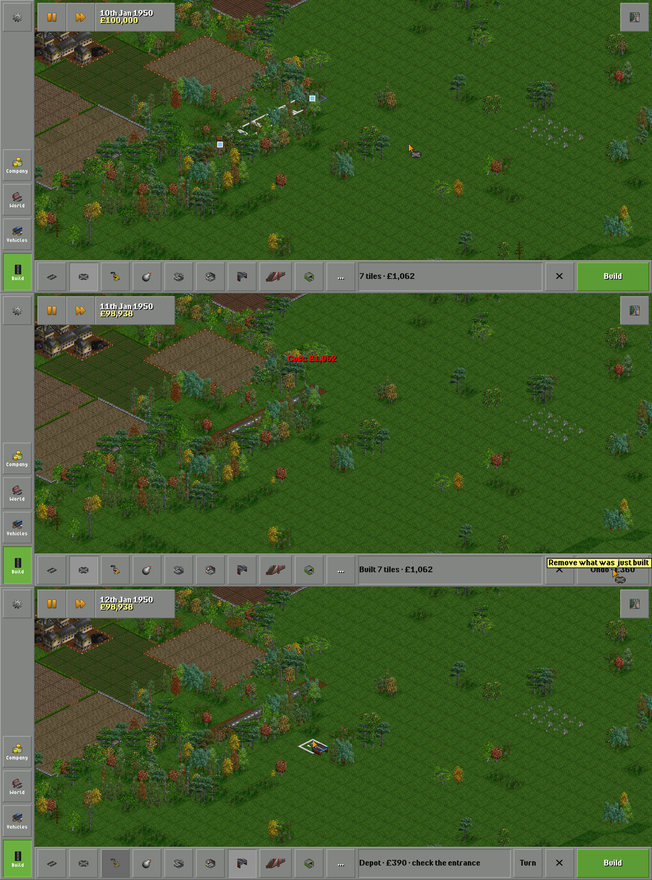 10th Jan 1950
£100,000
Company
World
Vehicles
Build
...
7 tiles · £1,062
Build
11th Jan 1950
£98,938
Cost: £1,062
Company
World
Vehicles
Remove what was just built
Build
...
Built 7 tiles · £1,062
Undo · £360
12th Jan 1950
£98,938
Company
World
Vehicles
Build
...
Depot · £390 · check the entrance
Turn
Build